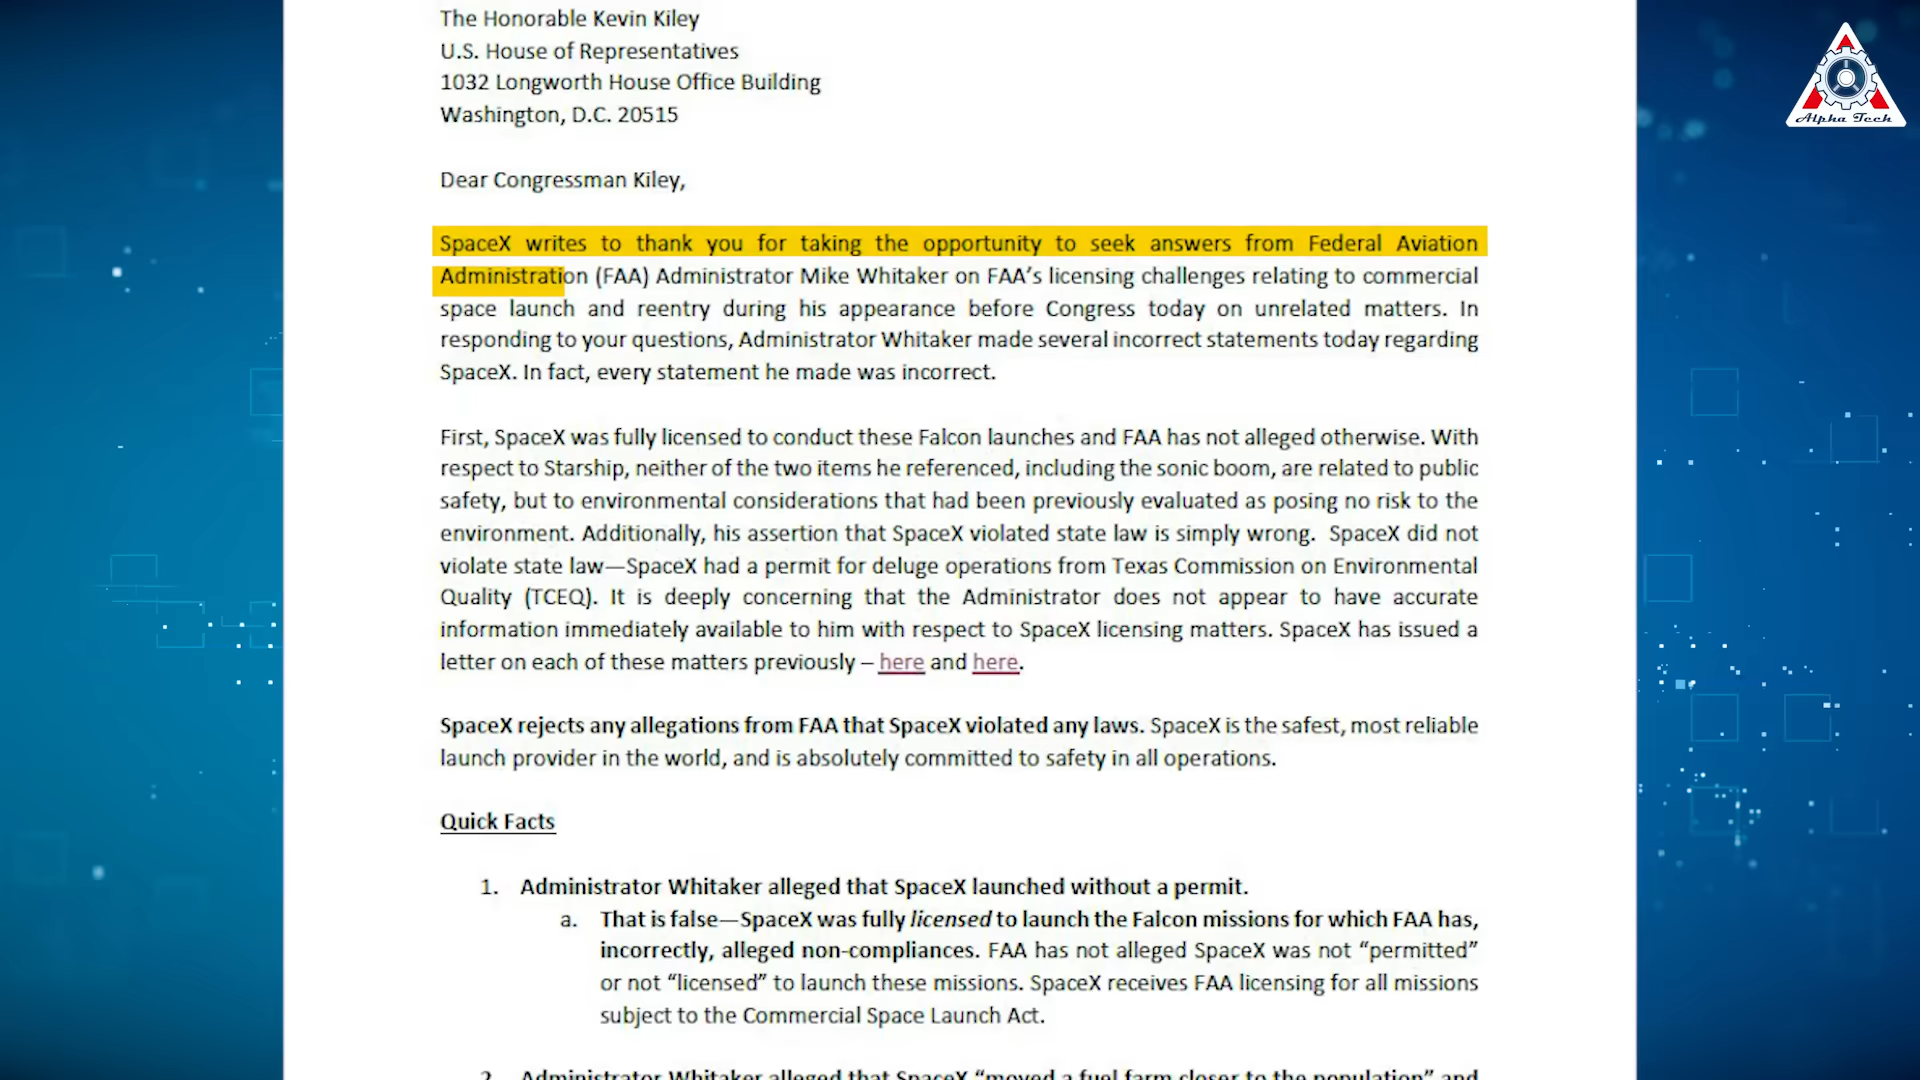 The Honorable Kevin Kiley
U.S. House of Representatives
1032 Longworth House Office Building
Washington, D.C. 20515
Dear Congressman Kiley,
SpaceX writes to thank you for taking the opportunity to seek answers from Federal Aviation
Administration (FAA) Administrator Mike Whitaker on FAA's licensing challenges relating to commercial
space launch and reentry during his appearance before Congress today on unrelated matters. In
responding to your questions, Administrator Whitaker made several incorrect statements today regarding
SpaceX. In fact, every statement he made was incorrect.
First, SpaceX was fully licensed to conduct these Falcon launches and FAA has not alleged otherwise. With
respect to Starship, neither of the two items he referenced, including the sonic boom, are related to public
safety, but to environmental considerations that had been previously evaluated as posing no risk to the
environment. Additionally, his assertion that SpaceX violated state law is simply wrong.  SpaceX did not
violate state law—SpaceX had a permit for deluge operations from Texas Commission on Environmental
Quality (TCEQ). It is deeply concerning that the Administrator does not appear to have accurate
information immediately available to him with respect to SpaceX licensing matters. SpaceX has issued a
letter on each of these matters previously – here and here.
SpaceX rejects any allegations from FAA that SpaceX violated any laws. SpaceX is the safest, most reliable
launch provider in the world, and is absolutely committed to safety in all operations.
Quick Facts
1. Administrator Whitaker alleged that SpaceX launched without a permit.
a. That is false—SpaceX was fully licensed to launch the Falcon missions for which FAA has,
incorrectly, alleged non-compliances. FAA has not alleged SpaceX was not “permitted”
or not “licensed” to launch these missions. SpaceX receives FAA licensing for all missions
subject to the Commercial Space Launch Act.
2. Administrator Whitaker alleged that SpaceX “moved a fuel farm closer to the population” and
Alpha Tech